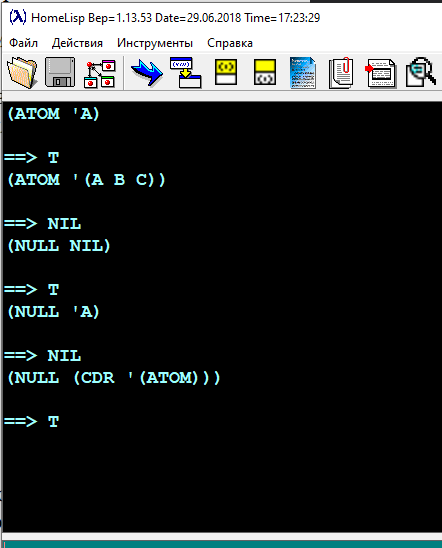 HomeLisp Вер=1.13.53 Date=29.06.2018 Time=17:23:29
Файл Действия Инструменты Справка
(ATOM 'A)
==> T
(ATOM '(A B C))
==> NIL
(NULL NIL)
==> T
(NULL 'A)
==> NIL
(NULL (CDR '(ATOM)))
==> T